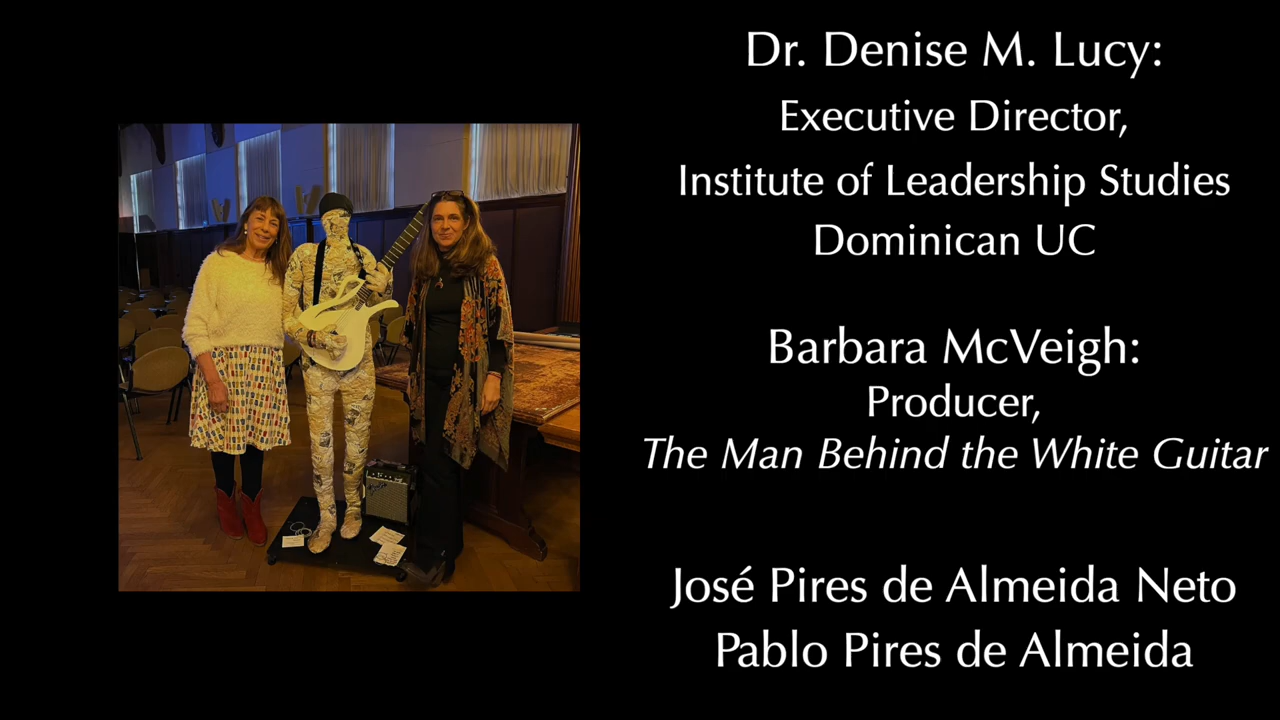 Dr. Denise M. Lucy:
Executive Director,
Institute of Leadership Studies
Dominican UC
Barbara McVeigh:
Producer,
The Man Behind the White Guitar
José Pires de Almeida Neto
Pablo Pires de Almeida